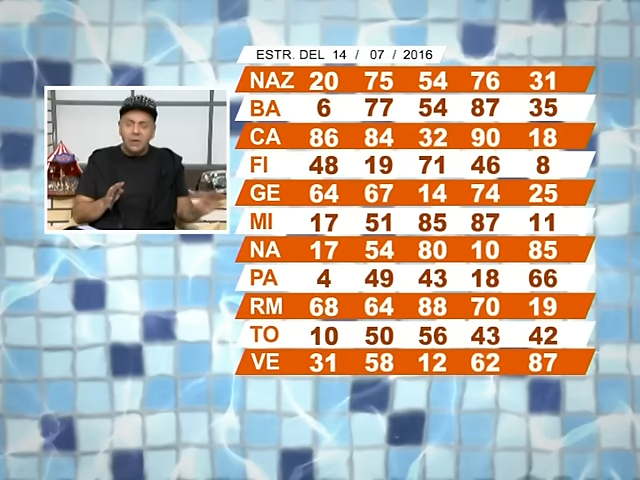 ESTR. DEL 14 / 07 / 2016
NAZ 20 75 54 76 31
BA 6 77 54 87 35
CA 86 84 32 90 18
FI 48 19 71 46 8
GE 64 67 14 74 25
MI 17 51 85 87 11
NA 17 54 80 10 85
PA 4 49 43 18 66
RM 68 64 88 70 19
TO 10 50 56 43 42
VE 31 58 12 62 87